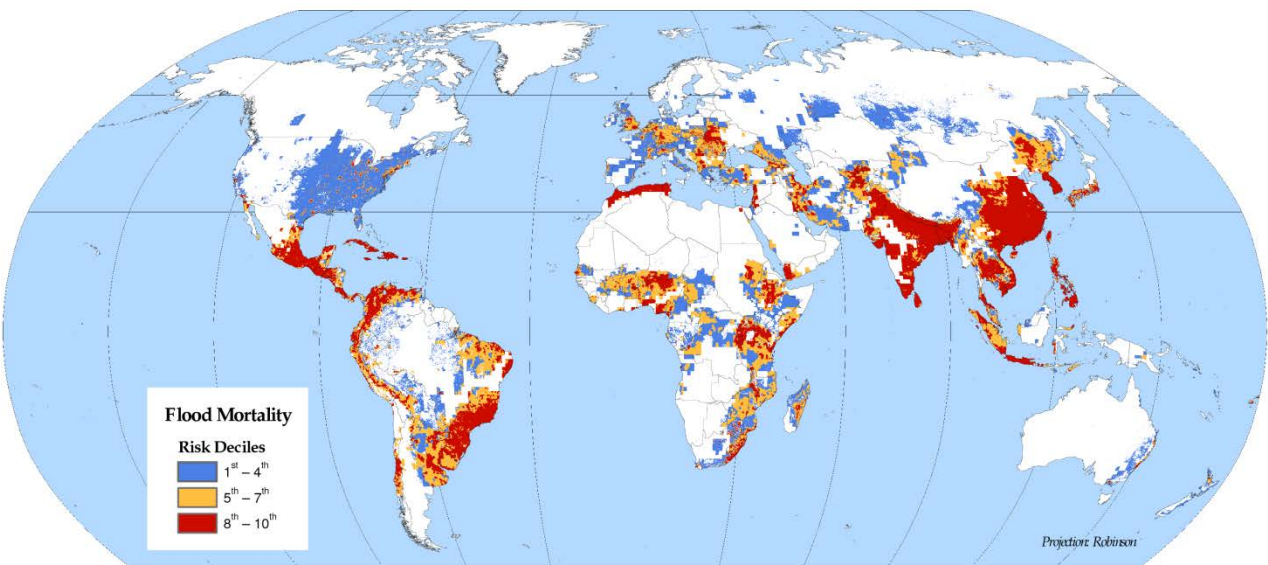 Flood Mortality
Risk Deciles
1st – 4th
5th – 7th
8th – 10th
Projection: Robinson